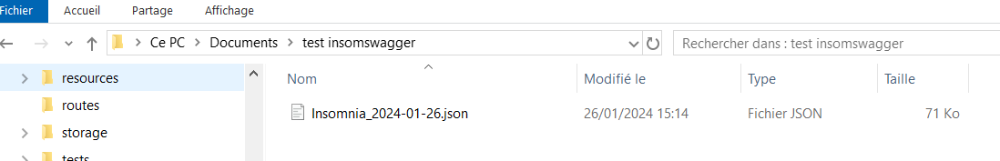 Fichier Accueil Partage Affichage
Ce PC Documents test insomswagger Rechercher dans : test insomswagger
resources
routes
storage
tests
Nom Modifié le Type Taille
Insomnia_2024-01-26.json 26/01/2024 15:14 Fichier JSON 71 Ko